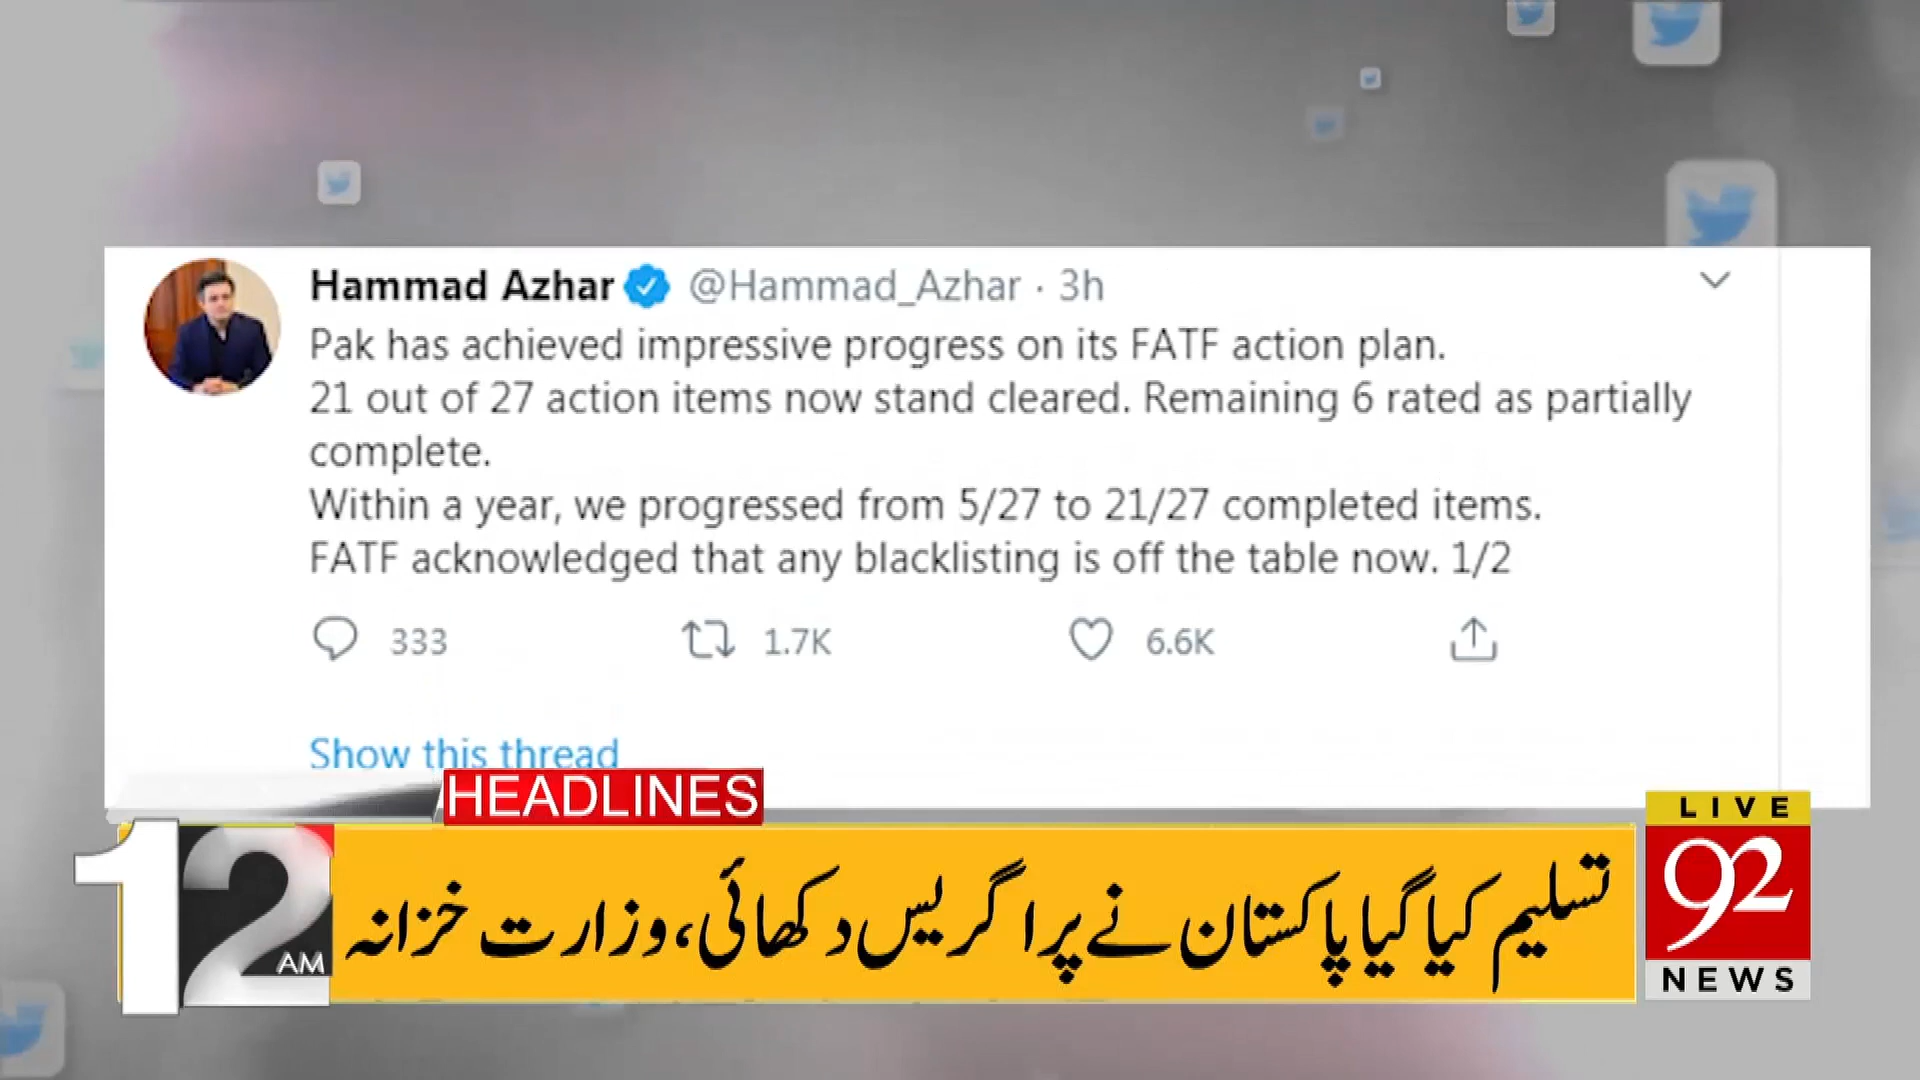 Hammad Azhar @Hammad_Azhar · 3h
Pak has achieved impressive progress on its FATF action plan.
21 out of 27 action items now stand cleared. Remaining 6 rated as partially
complete.
Within a year, we progressed from 5/27 to 21/27 completed items.
FATF acknowledged that any blacklisting is off the table now. 1/2
333 1.7K 6.6K
Show this thread
HEADLINES
12 AM
تسلیم کیا گیا پاکستان نے پراگریس دکھائی، وزارت خزانہ
LIVE
92
NEWS